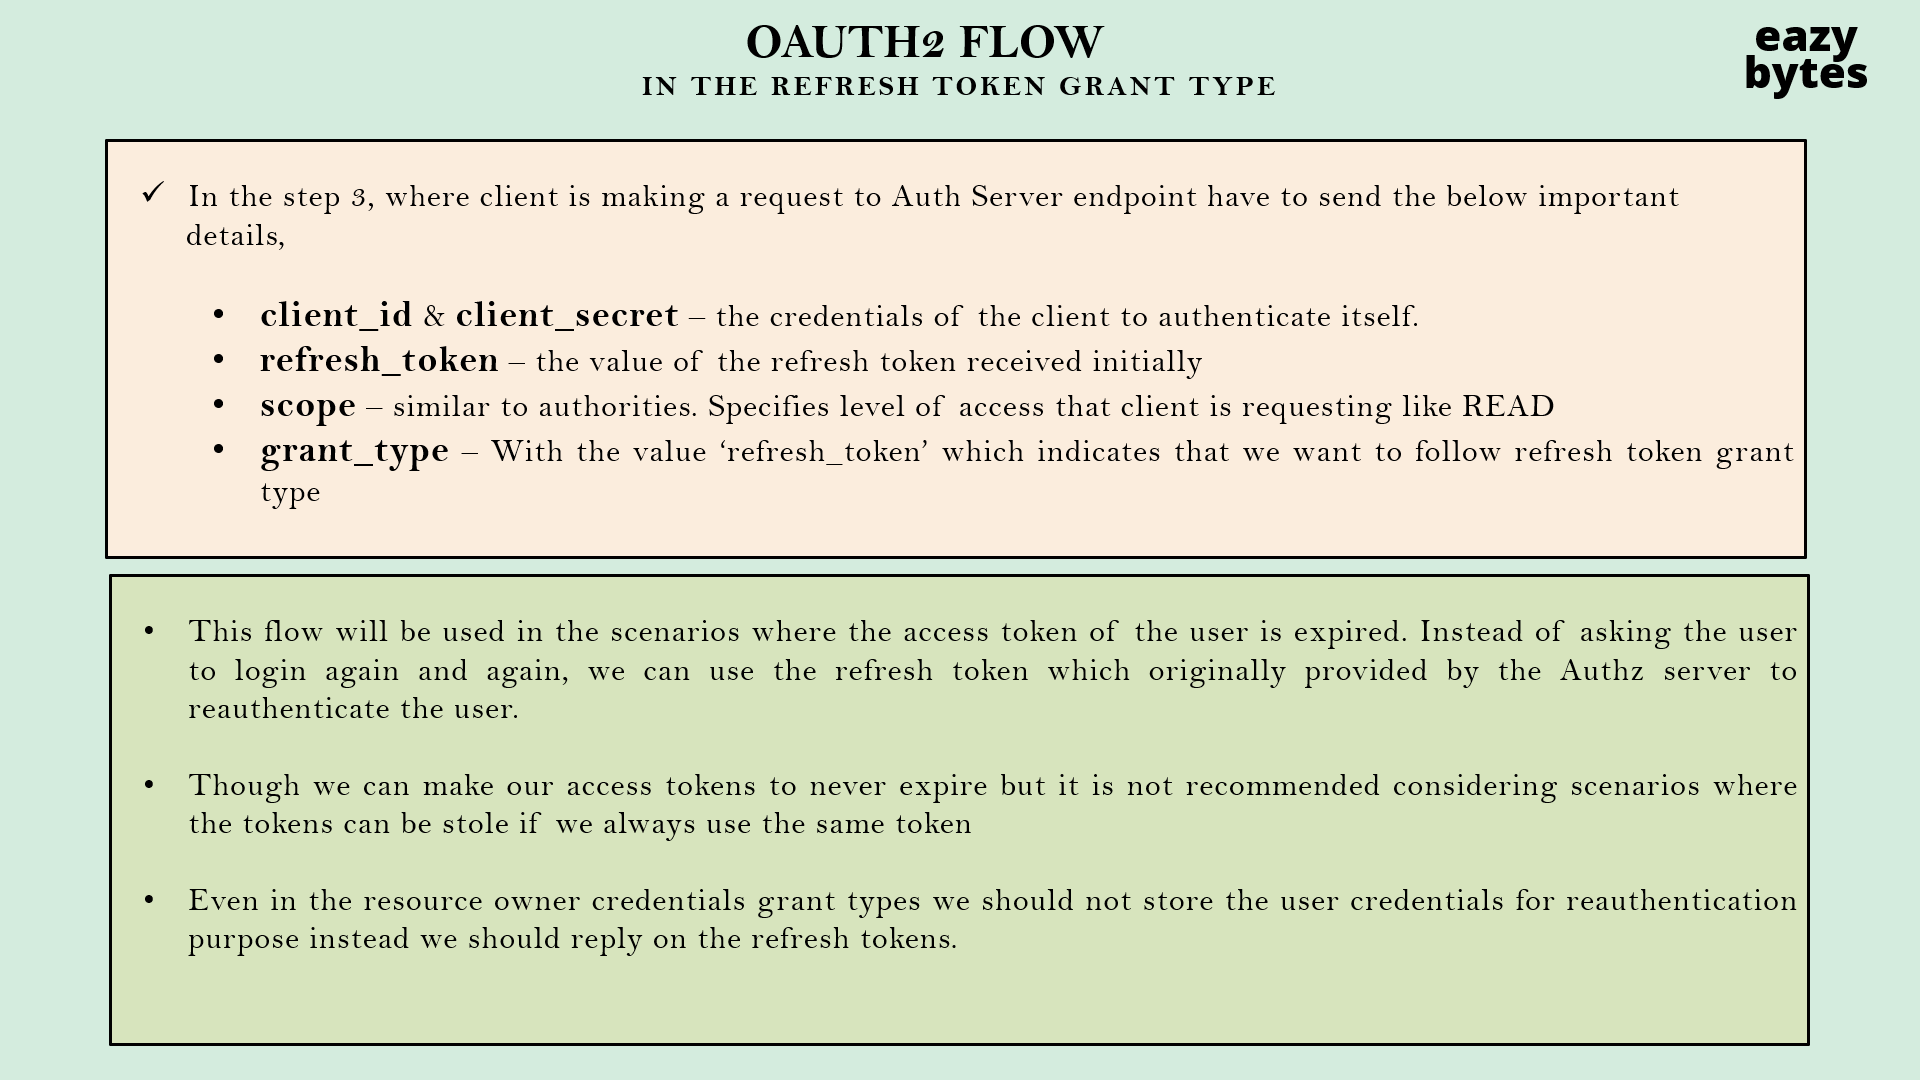 OAUTH2 FLOW
IN THE REFRESH TOKEN GRANT TYPE
eazy
bytes
✓ In the step 3, where client is making a request to Auth Server endpoint have to send the below important
details,
• client_id & client_secret – the credentials of the client to authenticate itself.
• refresh_token – the value of the refresh token received initially
• scope – similar to authorities. Specifies level of access that client is requesting like READ
• grant_type – With the value ‘refresh_token’ which indicates that we want to follow refresh token grant
type
• This flow will be used in the scenarios where the access token of the user is expired. Instead of asking the user
to login again and again, we can use the refresh token which originally provided by the Authz server to
reauthenticate the user.
• Though we can make our access tokens to never expire but it is not recommended considering scenarios where
the tokens can be stole if we always use the same token
• Even in the resource owner credentials grant types we should not store the user credentials for reauthentication
purpose instead we should reply on the refresh tokens.